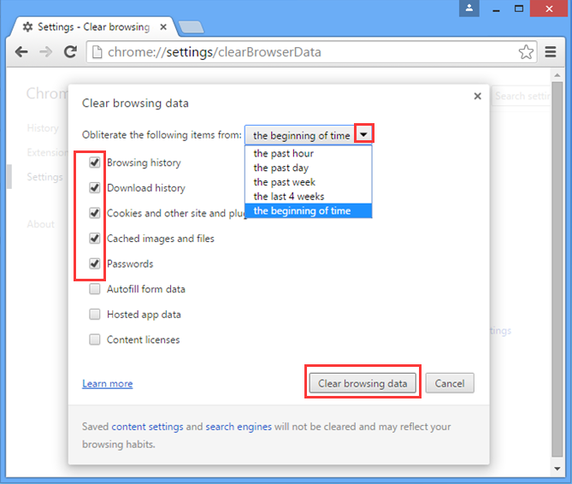 Settings - Clear browsing
chrome://settings/clearBrowserData
Chrom
Search settin
Clear browsing data
Obliterate the following items from: the beginning of time
History
the past hour
Browsing history
Extension
the past day
Settings
Download history
the past week
the last 4 weeks
Cookies and other site and plug
the beginning of time
About
Cached images and files
Passwords
Autofill form data
Hosted app data
Content licenses
ttings
Learn more
Clear browsing data
Cancel
Saved content settings and search engines will not be cleared and may reflect your
browsing habits.